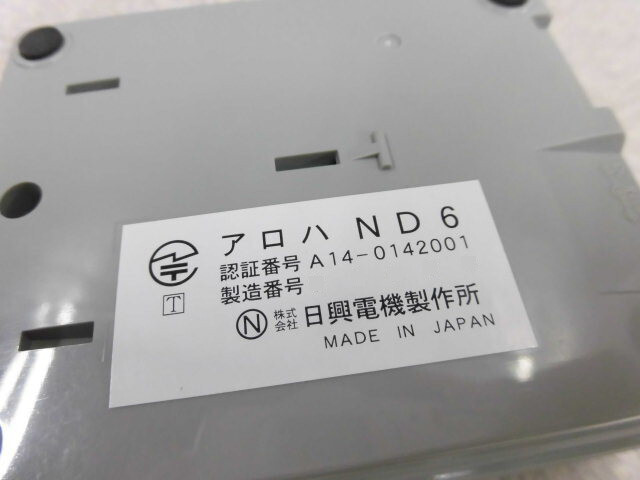 アロハ ND6
認証番号 A14-0142001
製造番号
T
N 株式会社 日興電機製作所
MADE IN JAPAN